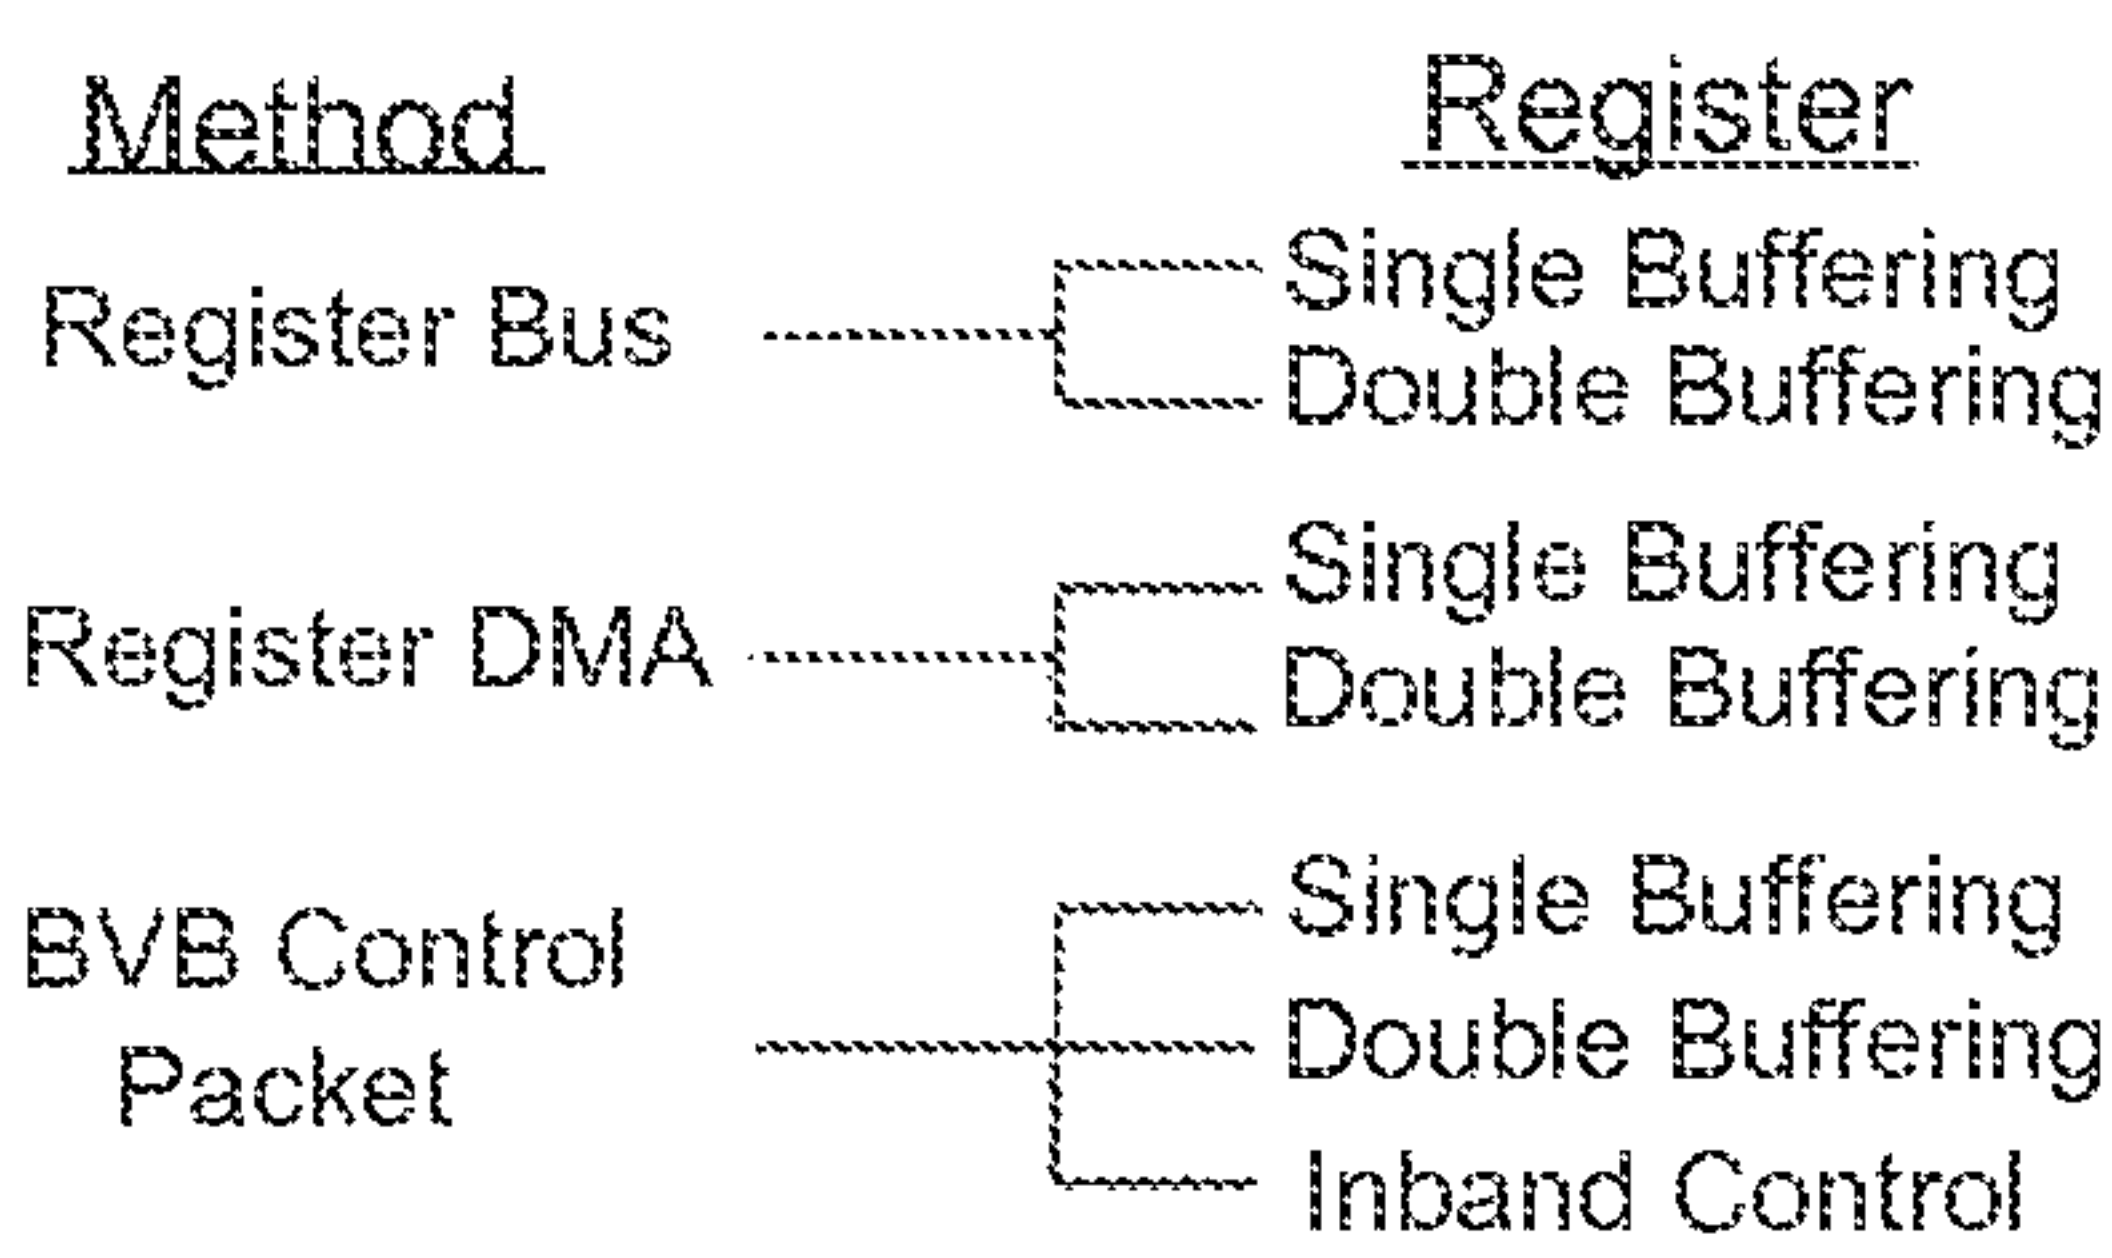 Method
Register
Register Bus
Single Buffering
Double Buffering
Register DMA
Single Buffering
Double Buffering
BVB Control
Packet
Single Buffering
Double Buffering
Inband Control